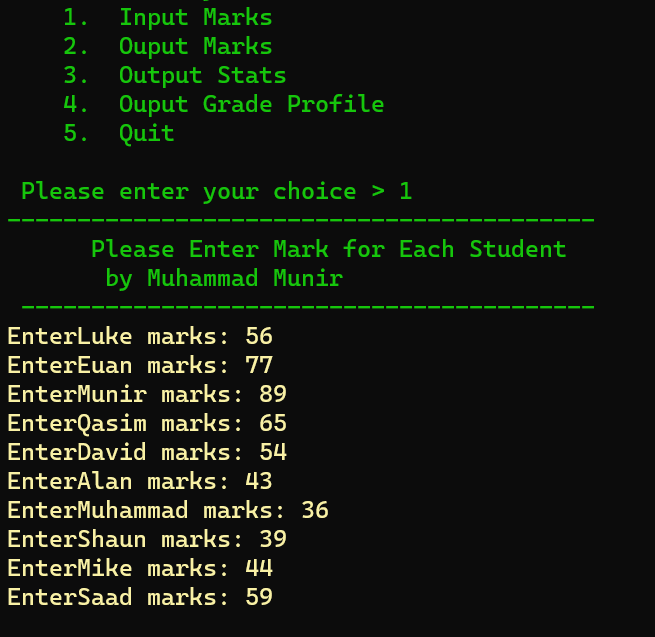 1. Input Marks
2. Ouput Marks
3. Output Stats
4. Ouput Grade Profile
5. Quit
Please enter your choice > 1
-----------------------------------------
Please Enter Mark for Each Student
by Muhammad Munir
-----------------------------------------
EnterLuke marks: 56
EnterEuan marks: 77
EnterMunir marks: 89
EnterQasim marks: 65
EnterDavid marks: 54
EnterAlan marks: 43
EnterMuhammad marks: 36
EnterShaun marks: 39
EnterMike marks: 44
EnterSaad marks: 59